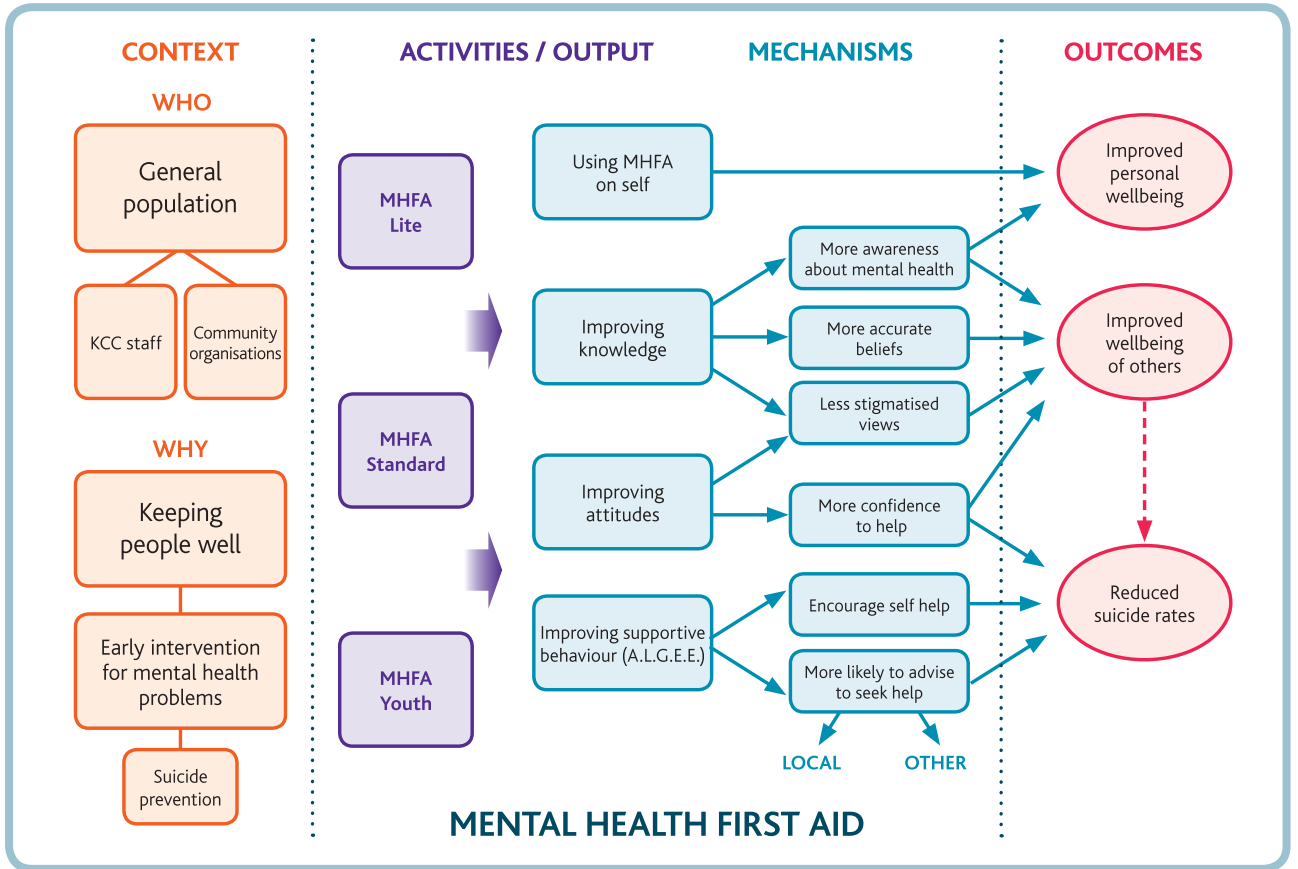 CONTEXT
WHO
General
population
KCC staff
Community
organisations
WHY
Keeping
people well
Early intervention
for mental health
problems
Suicide
prevention
ACTIVITIES / OUTPUT
MHFA
Lite
MHFA
Standard
MHFA
Youth
MECHANISMS
Using MHFA
on self
Improving
knowledge
Improving
attitudes
Improving supportive
behaviour (A.L.G.E.E.)
More awareness
about mental health
More accurate
beliefs
Less stigmatised
views
More confidence
to help
Encourage self help
More likely to advise
to seek help
LOCAL
OTHER
OUTCOMES
Improved
personal
wellbeing
Improved
wellbeing
of others
Reduced
suicide rates
MENTAL HEALTH FIRST AID